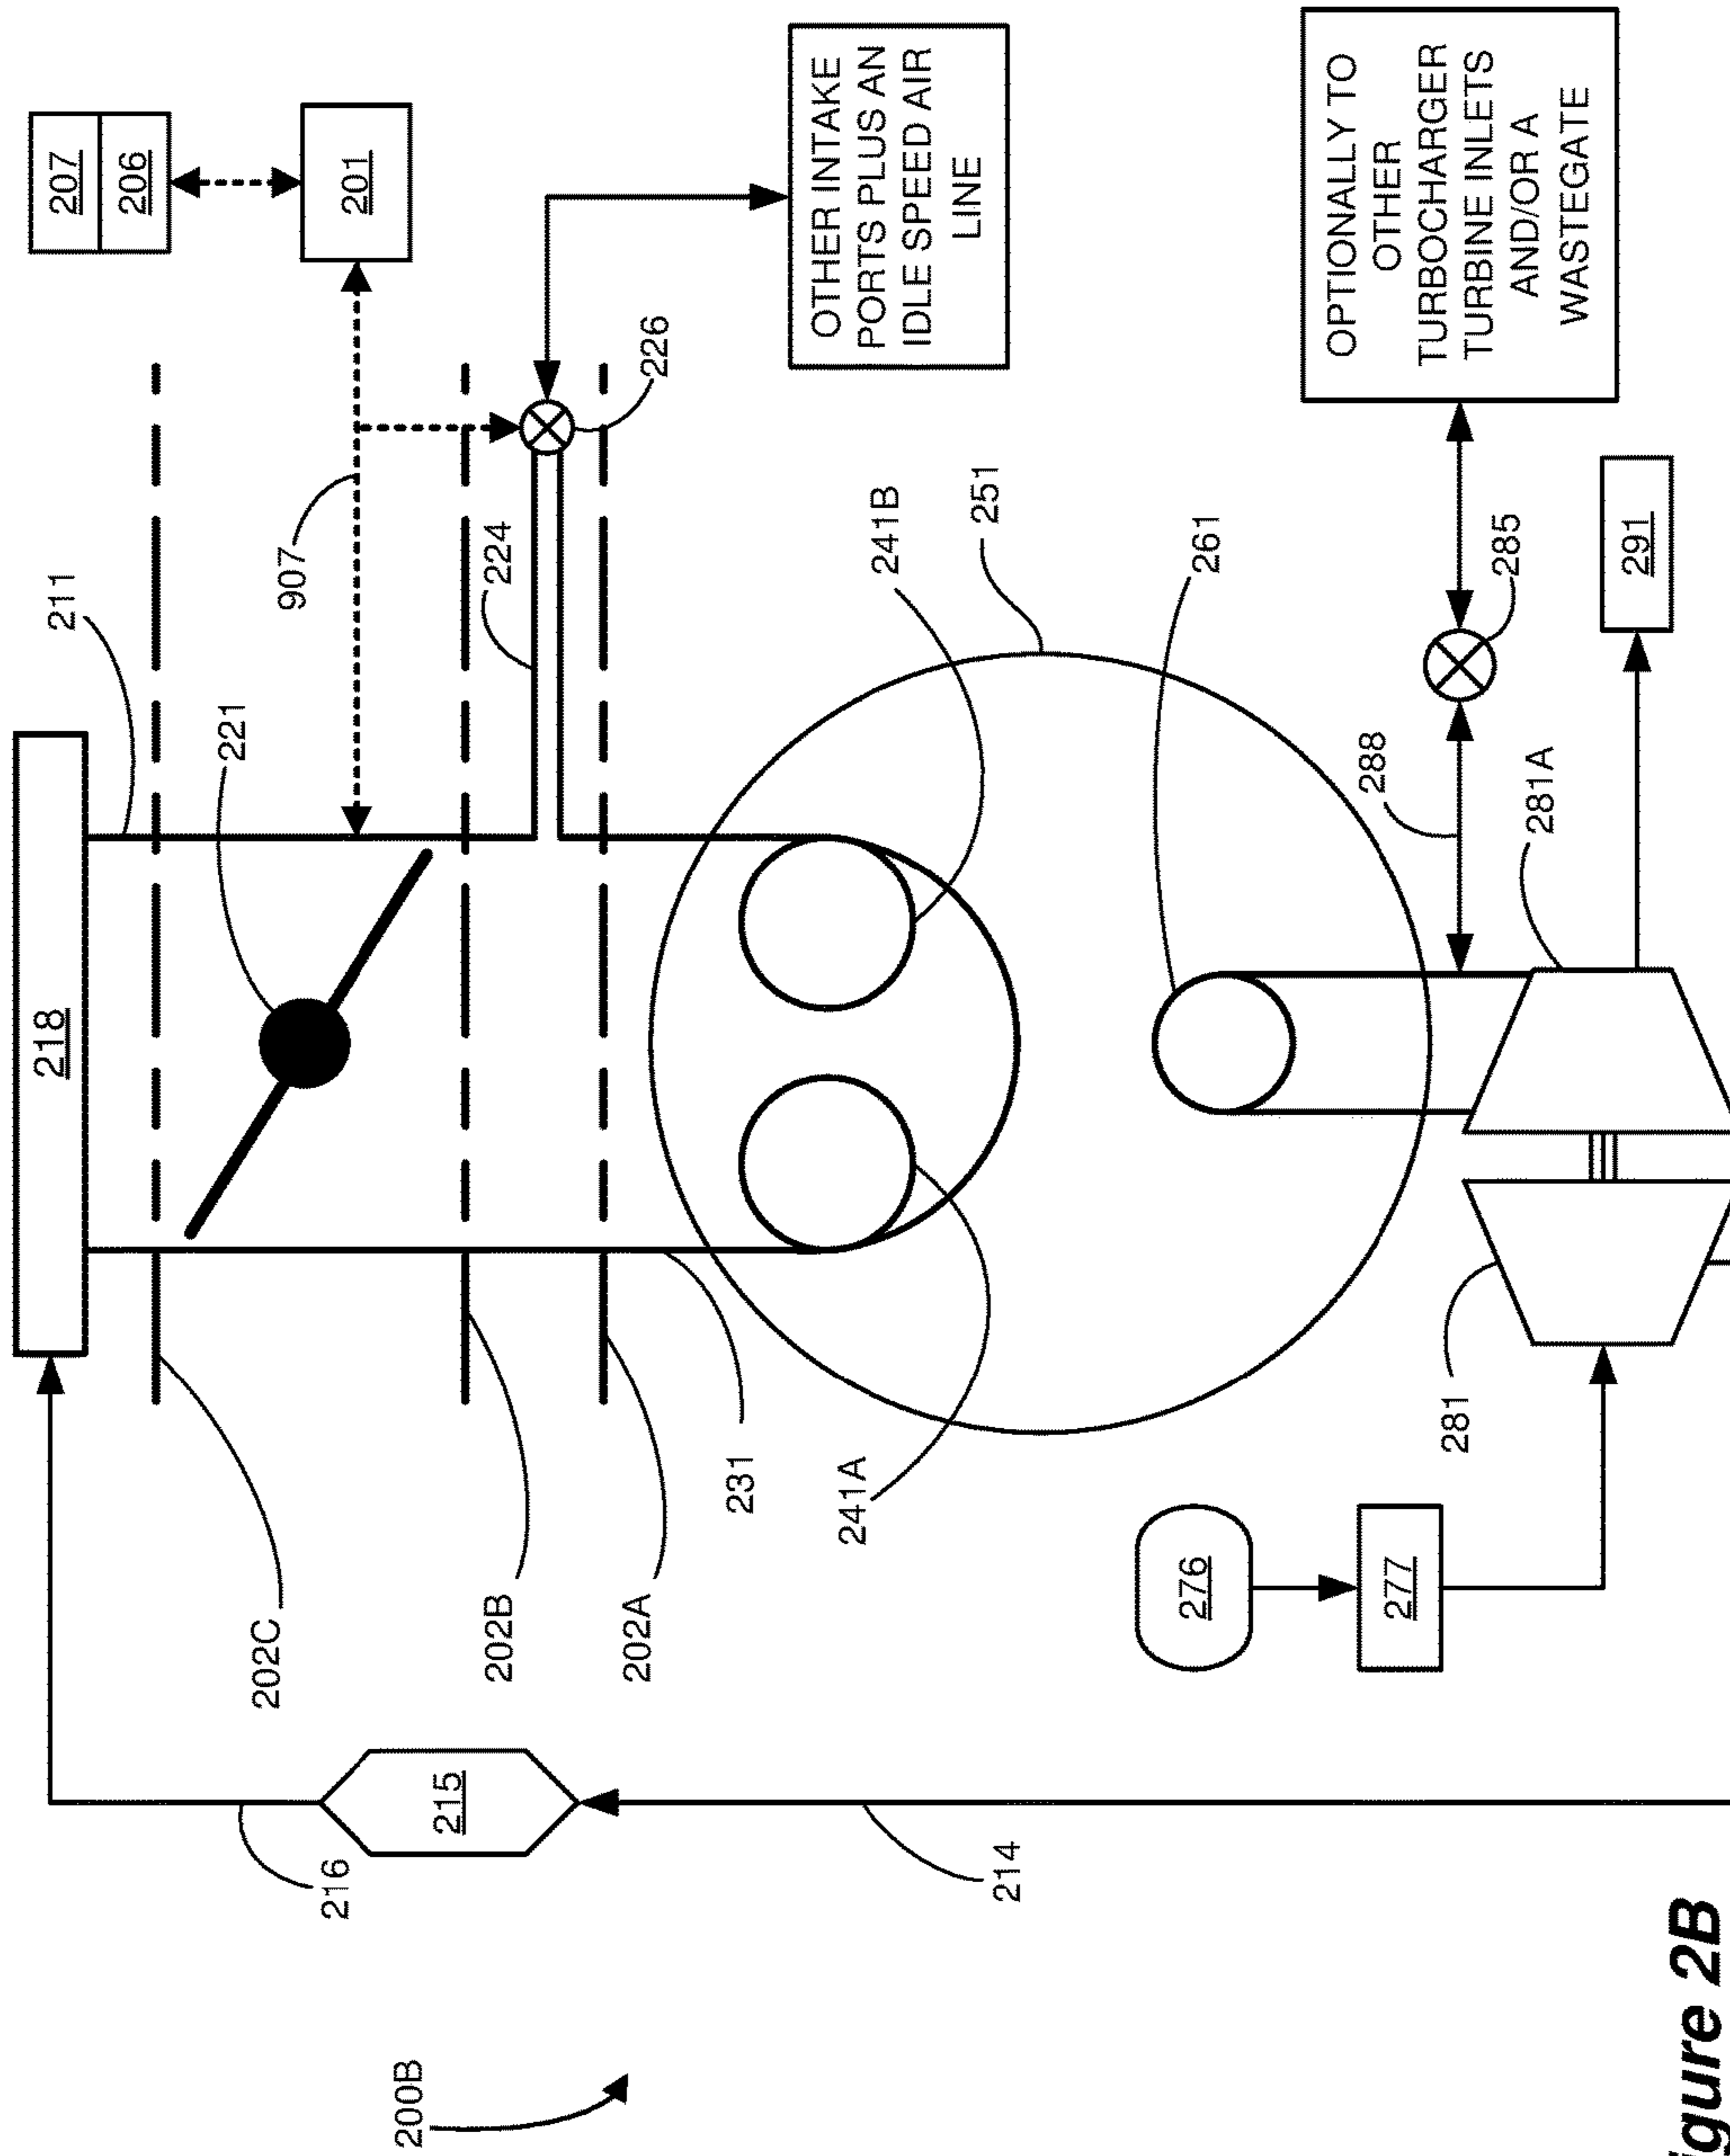 218
211
207
206
221
202C
907
216
201
200B
215
202B
224
202A
226
231
OTHER INTAKE
PORTS PLUS AN
IDLE SPEED AIR
LINE
241A
241B
251
214
276
261
288
OPTIONALLY TO
OTHER
TURBOCHARGER
TURBINE INLETS
AND/OR A
WASTEGATE
277
281
285
281A
291
igure 2B